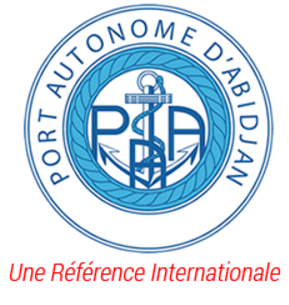 PORT AUTONOME D'ABIDJAN
PAA
Une Référence Internationale